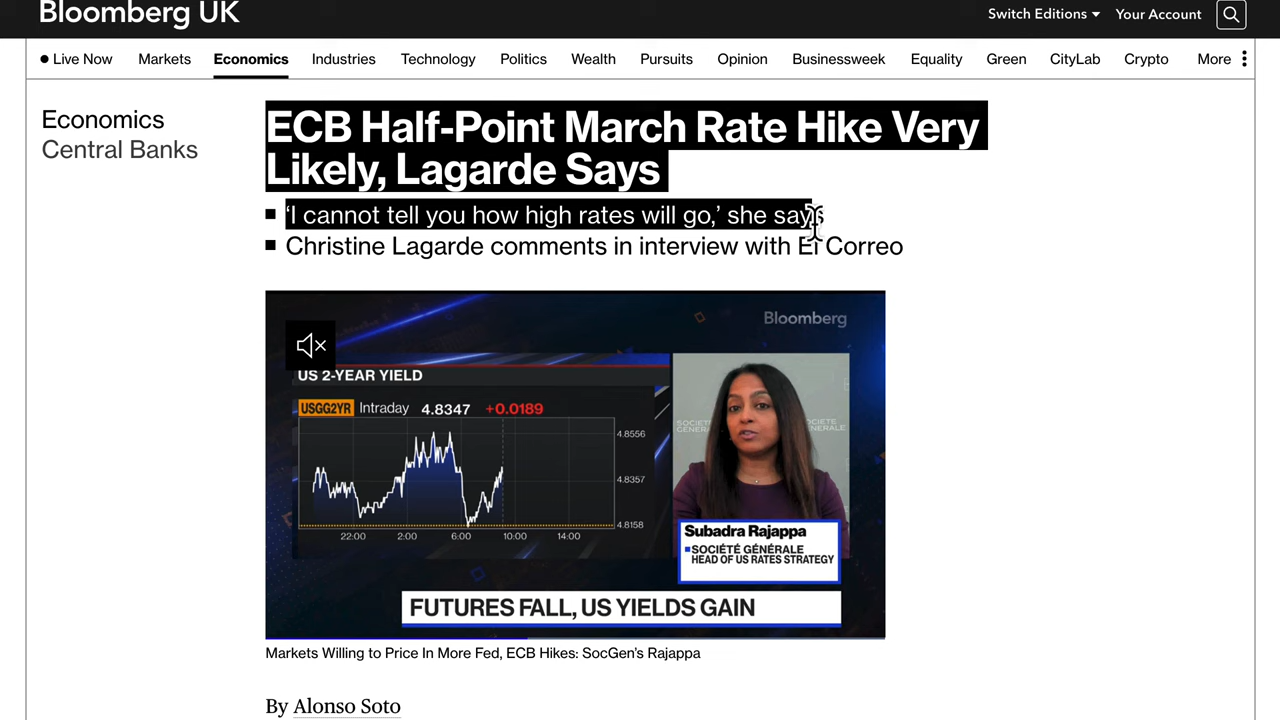 Bloomberg UK
Switch Editions
Your Account
Live Now
Markets
Economics
Industries
Technology
Politics
Wealth
Pursuits
Opinion
Businessweek
Equality
Green
CityLab
Crypto
More
Economics
Central Banks
ECB Half-Point March Rate Hike Very
Likely, Lagarde Says
‘I cannot tell you how high rates will go,’ she says
Christine Lagarde comments in interview with El Correo
Bloomberg
US 2-YEAR YIELD
USGG2YR Intraday 4.8347 +0.0189
4.8556
4.8357
4.8158
22:00 2:00 6:00 10:00 14:00
SOCIETE GENERALE
SOCIETE GENERALE
Subadra Rajappa
SOCIÉTÉ GÉNÉRALE
HEAD OF US RATES STRATEGY
FUTURES FALL, US YIELDS GAIN
Markets Willing to Price In More Fed, ECB Hikes: SocGen’s Rajappa
By Alonso Soto